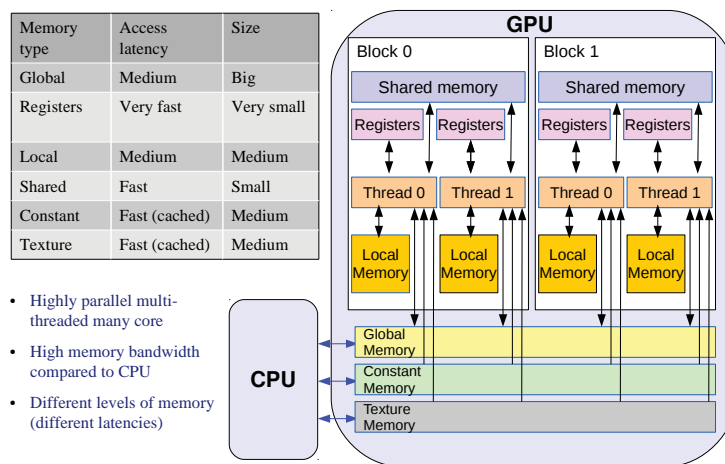 Memory type Access latency Size
Global Medium Big
Registers Very fast Very small
Local Medium Medium
Shared Fast Small
Constant Fast (cached) Medium
Texture Fast (cached) Medium
• Highly parallel multi-
threaded many core
• High memory bandwidth
compared to CPU
• Different levels of memory
(different latencies)
GPU
Block 0
Shared memory
Registers Registers
Thread 0 Thread 1
Local Memory Local Memory
Block 1
Shared memory
Registers Registers
Thread 0 Thread 1
Local Memory Local Memory
CPU
Global
Memory
Constant
Memory
Texture
Memory